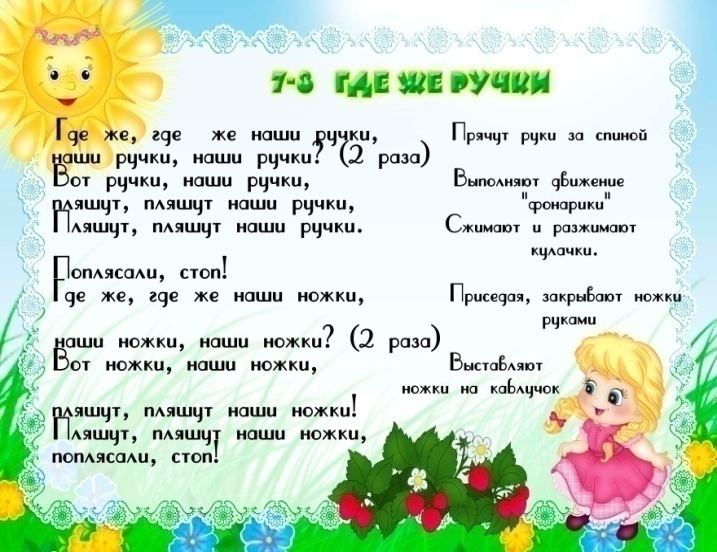 7-8 ГДЕ ЖЕ РУЧКИ
Где же, где же наши ручки,
наши ручки, наши ручки? (2 раза)
Вот ручки, наши ручки,
пляшут, пляшут наши ручки,
Пляшут, пляшут наши ручки.
Поплясали, стоп!
Где же, где же наши ножки,
наши ножки, наши ножки? (2 раза)
Вот ножки, наши ножки,
пляшут, пляшут наши ножки!
Пляшут, пляшут наши ножки,
поплясали, стоп!
Прячут руки за спиной
Выполняют движение
"фонарики"
Сжимают и разжимают
кулачки.
Приседая, закрывают ножки
руками
Выставляют
ножки на каблучок